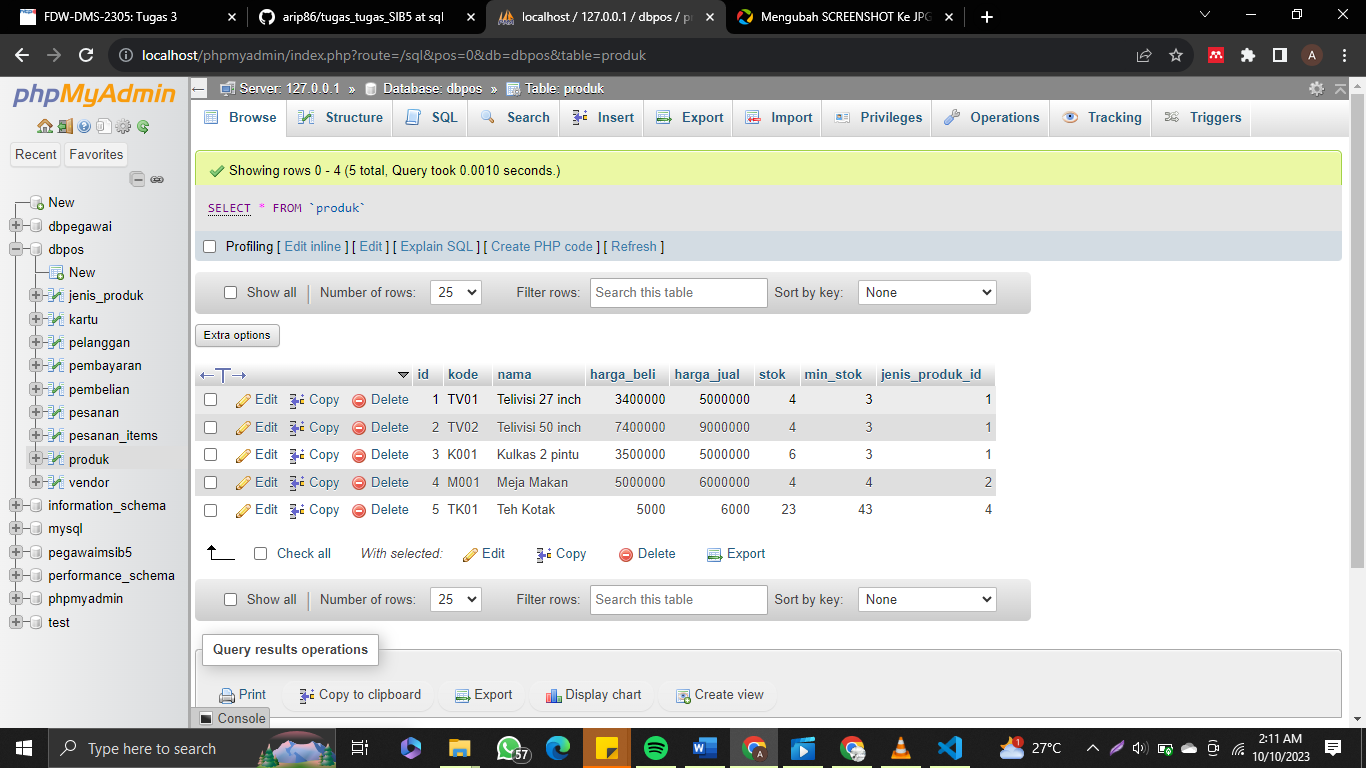 FDW-DMS-2305: Tugas 3
arip86/tugas_tugas_SIB5 at sql
localhost / 127.0.0.1 / dbpos / p
Mengubah SCREENSHOT Ke JPG
localhost/phpmyadmin/index.php?route=/sql&pos=0&db=dbpos&table=produk
A
phpMyAdmin
Recent
Favorites
New
dbpegawai
dbpos
New
jenis_produk
kartu
pelanggan
pembayaran
pembelian
pesanan
pesanan_items
produk
vendor
information_schema
mysql
pegawaimsib5
performance_schema
phpmyadmin
test
Server: 127.0.0.1 » Database: dbpos » Table: produk
Browse Structure SQL Search Insert Export Import Privileges Operations Tracking Triggers
Showing rows 0 - 4 (5 total, Query took 0.0010 seconds.)
SELECT * FROM `produk`
Profiling [ Edit inline ] [ Edit ] [ Explain SQL ] [ Create PHP code ] [ Refresh ]
Show all Number of rows: 25 Filter rows: Search this table Sort by key: None
Extra options
id kode nama harga_beli harga_jual stok min_stok jenis_produk_id
Edit Copy Delete 1 TV01 Telivisi 27 inch 3400000 5000000 4 3 1
Edit Copy Delete 2 TV02 Telivisi 50 inch 7400000 9000000 4 3 1
Edit Copy Delete 3 K001 Kulkas 2 pintu 3500000 5000000 6 3 1
Edit Copy Delete 4 M001 Meja Makan 5000000 6000000 4 4 2
Edit Copy Delete 5 TK01 Teh Kotak 5000 6000 23 43 4
Check all With selected: Edit Copy Delete Export
Show all Number of rows: 25 Filter rows: Search this table Sort by key: None
Query results operations
Print Copy to clipboard Export Display chart Create view
Console
Type here to search
57
A
1
27°C
2:11 AM
10/10/2023